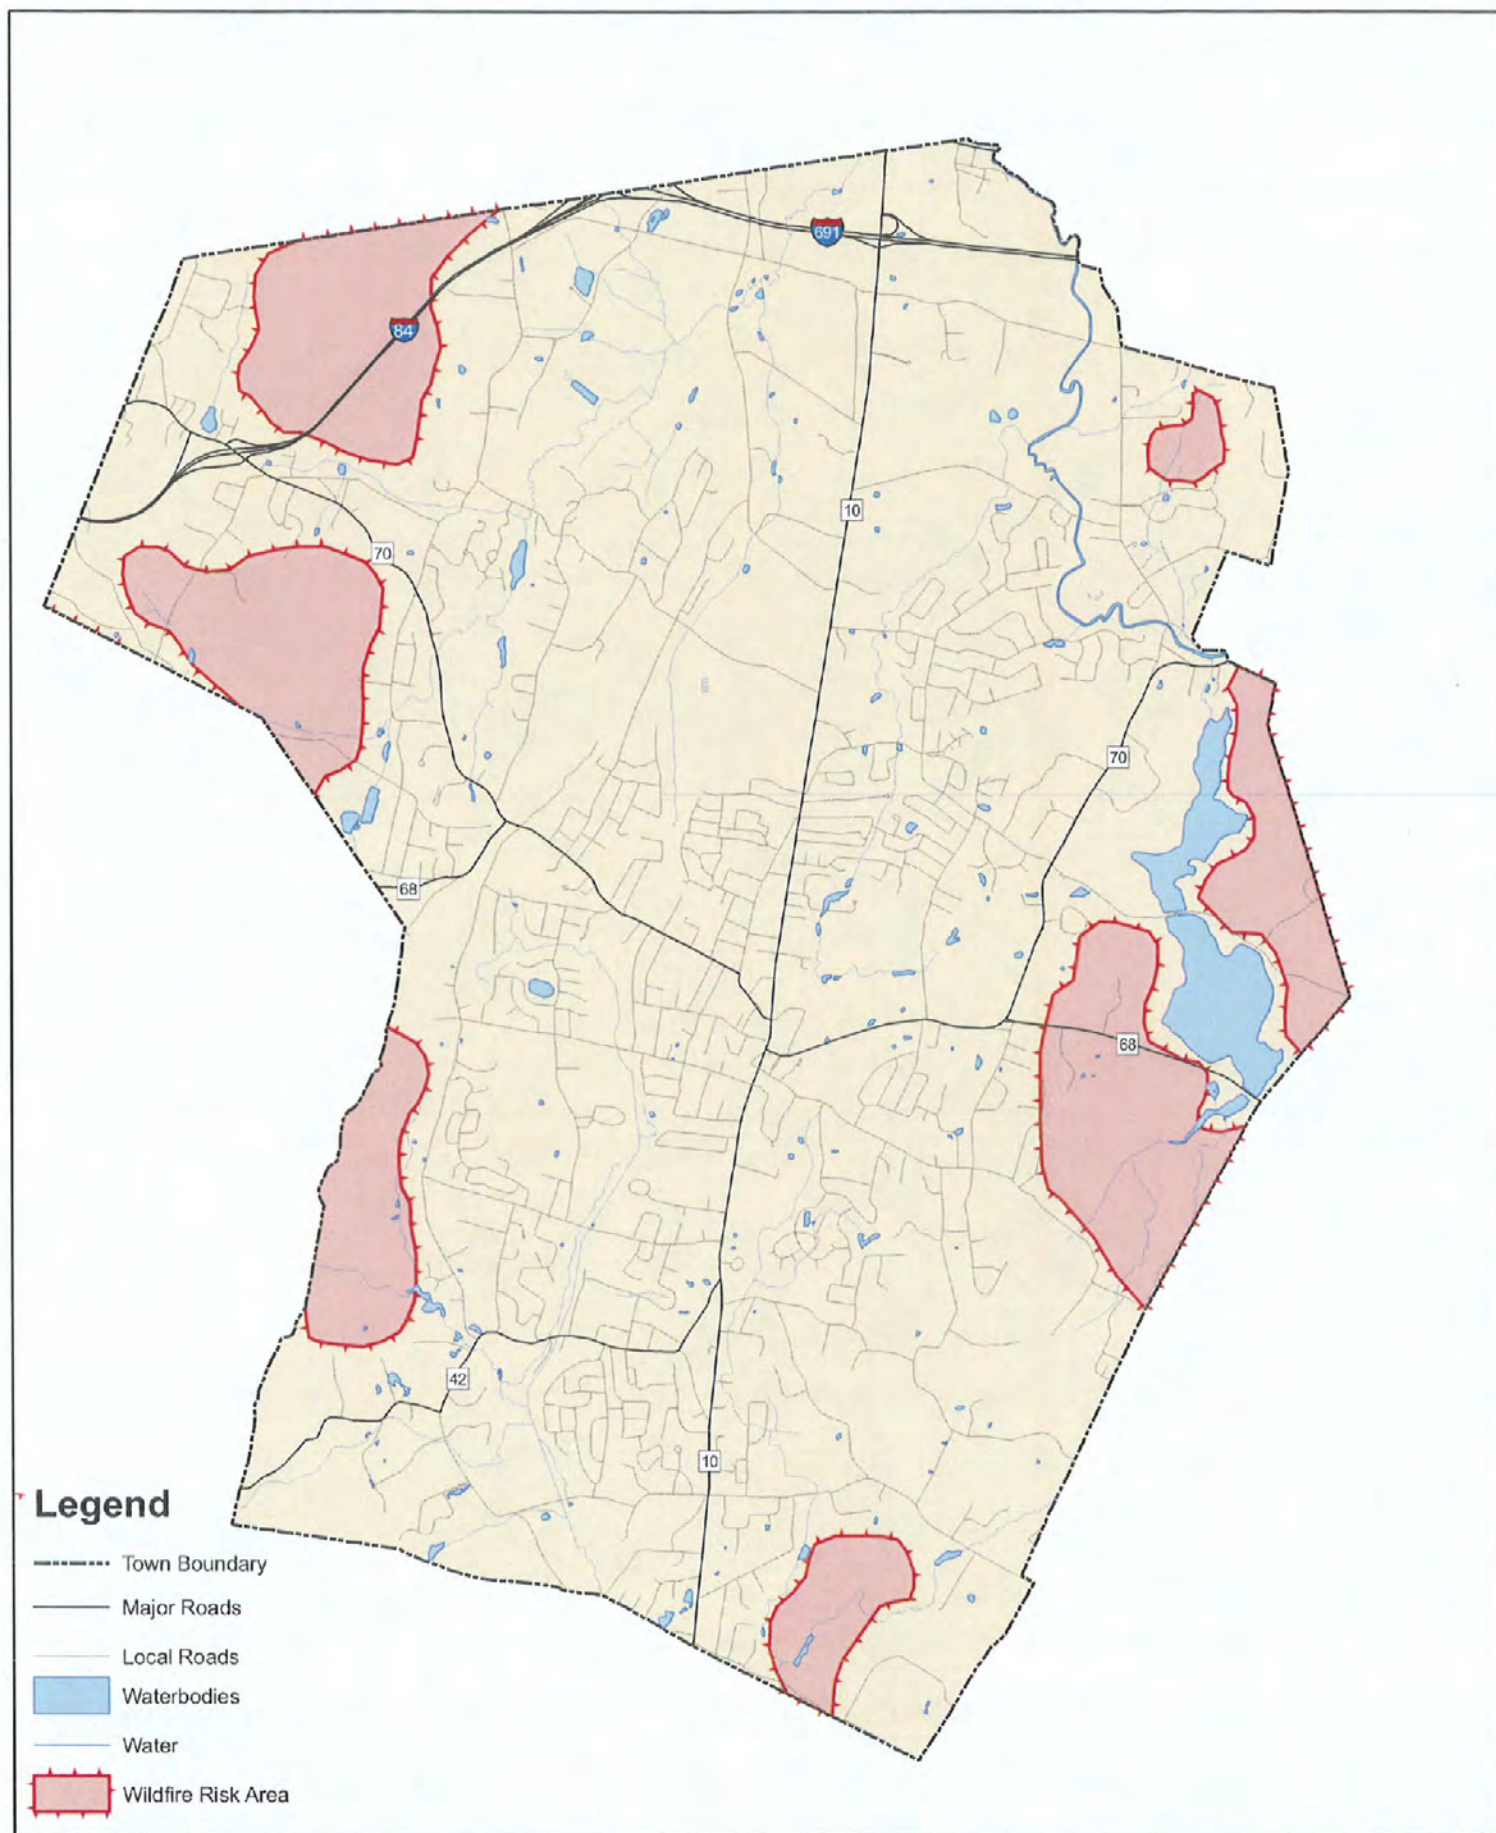 691
84
10
70
70
68
68
42
10
Legend
Town Boundary
Major Roads
Local Roads
Waterbodies
Water
Wildfire Risk Area